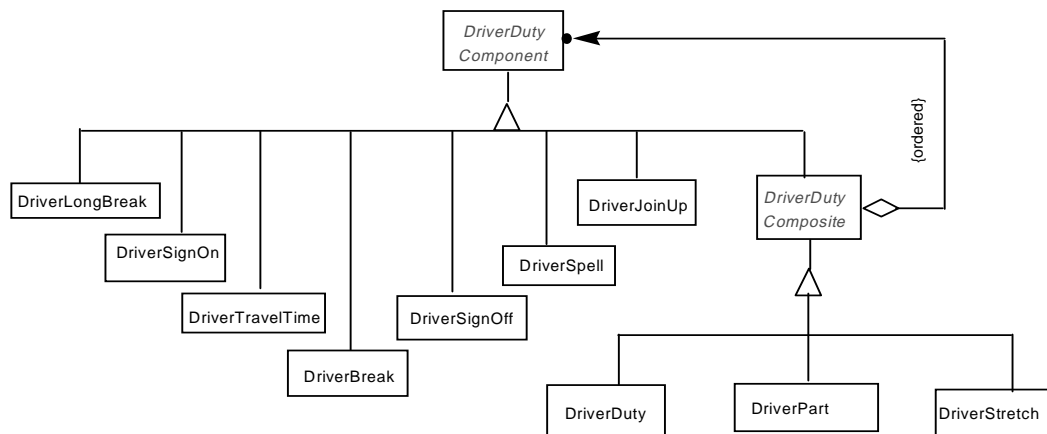 DriverDuty
Component
{ordered}
DriverLongBreak
DriverSignOn
DriverTravelTime
DriverBreak
DriverSignOff
DriverSpell
DriverJoinUp
DriverDuty
Composite
DriverDuty
DriverPart
DriverStretch